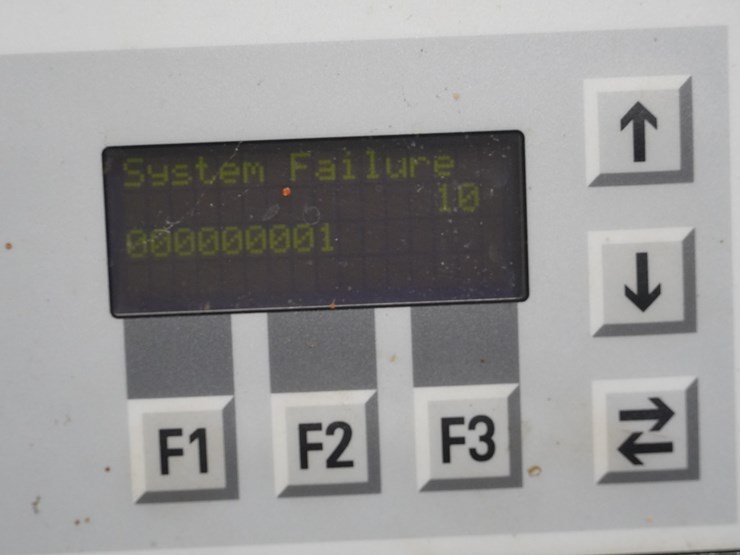 System Failure
10
000000001
F1 F2 F3